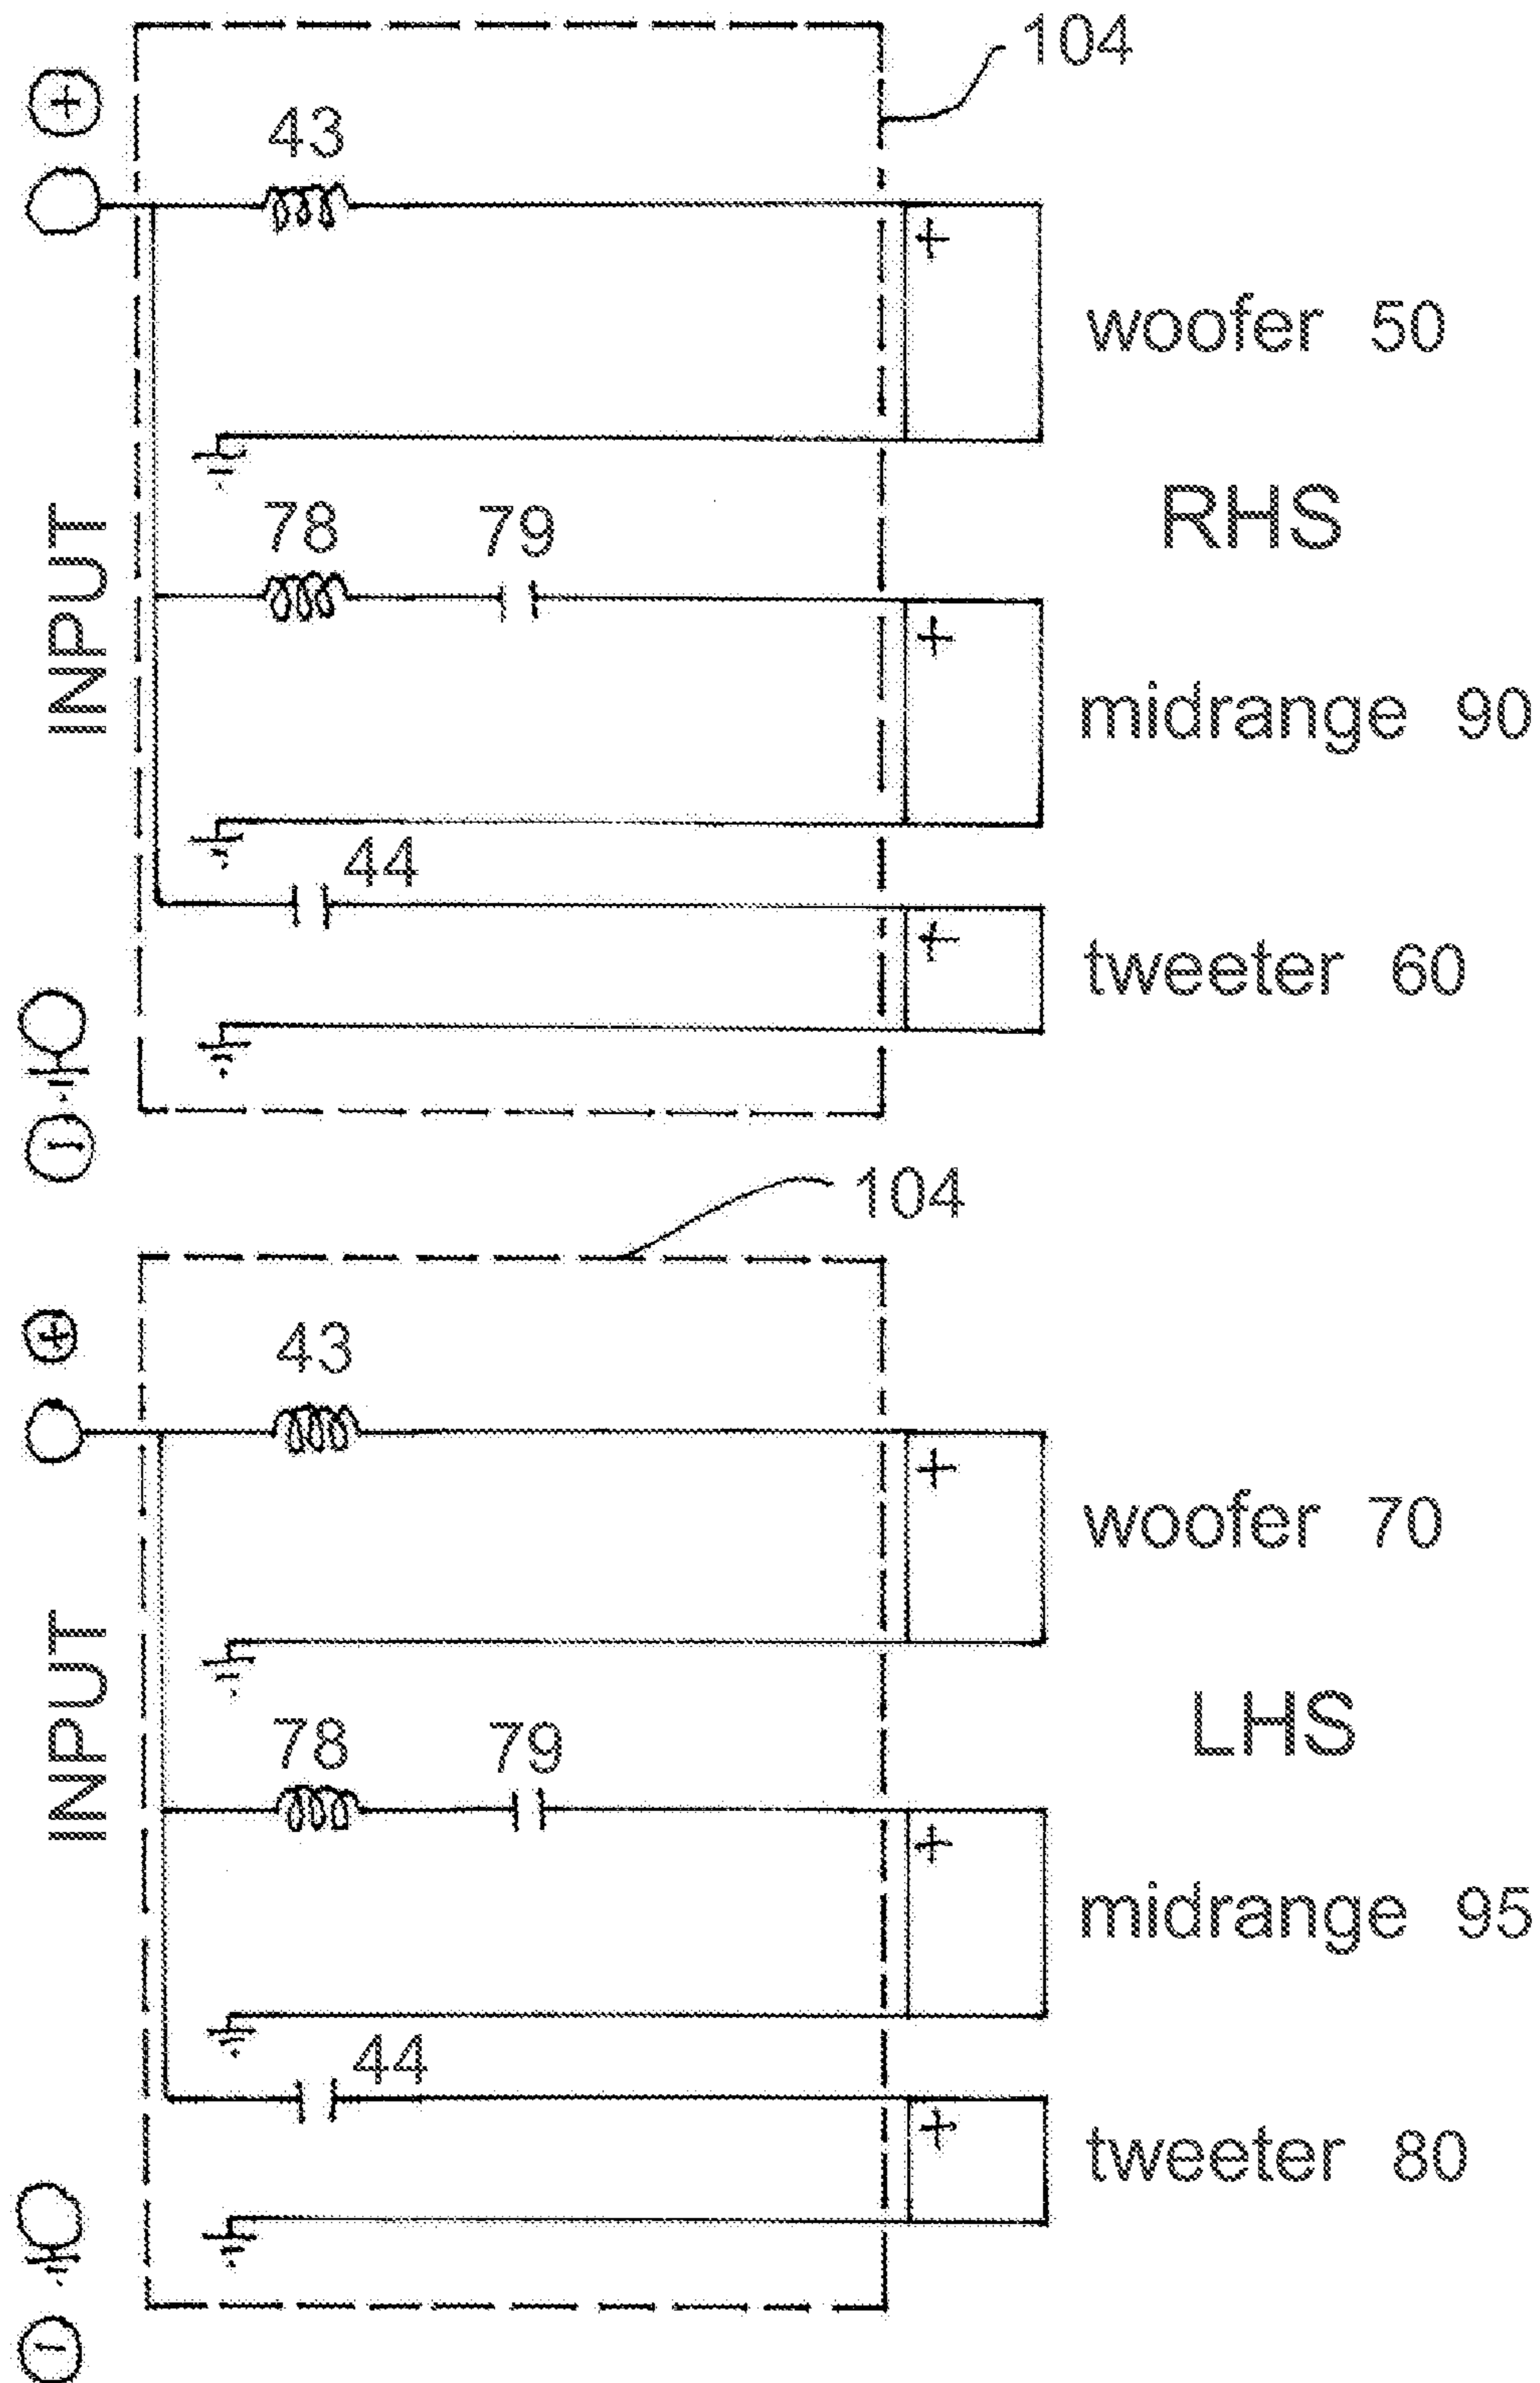 104
+
43
+
woofer 50
RHS
INPUT
78 79
+
midrange 90
44
+
tweeter 60
-
104
+
43
+
woofer 70
LHS
INPUT
78 79
+
midrange 95
44
+
tweeter 80
-